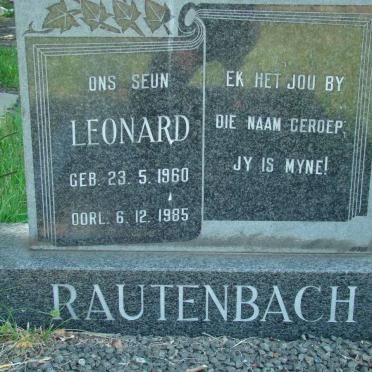 ONS SEUN
LEONARD
GEB. 23. 5. 1960
OORL. 6. 12. 1985
EK HET JOU BY
DIE NAAM GEROEP,
JY IS MYNE!
RAUTENBACH